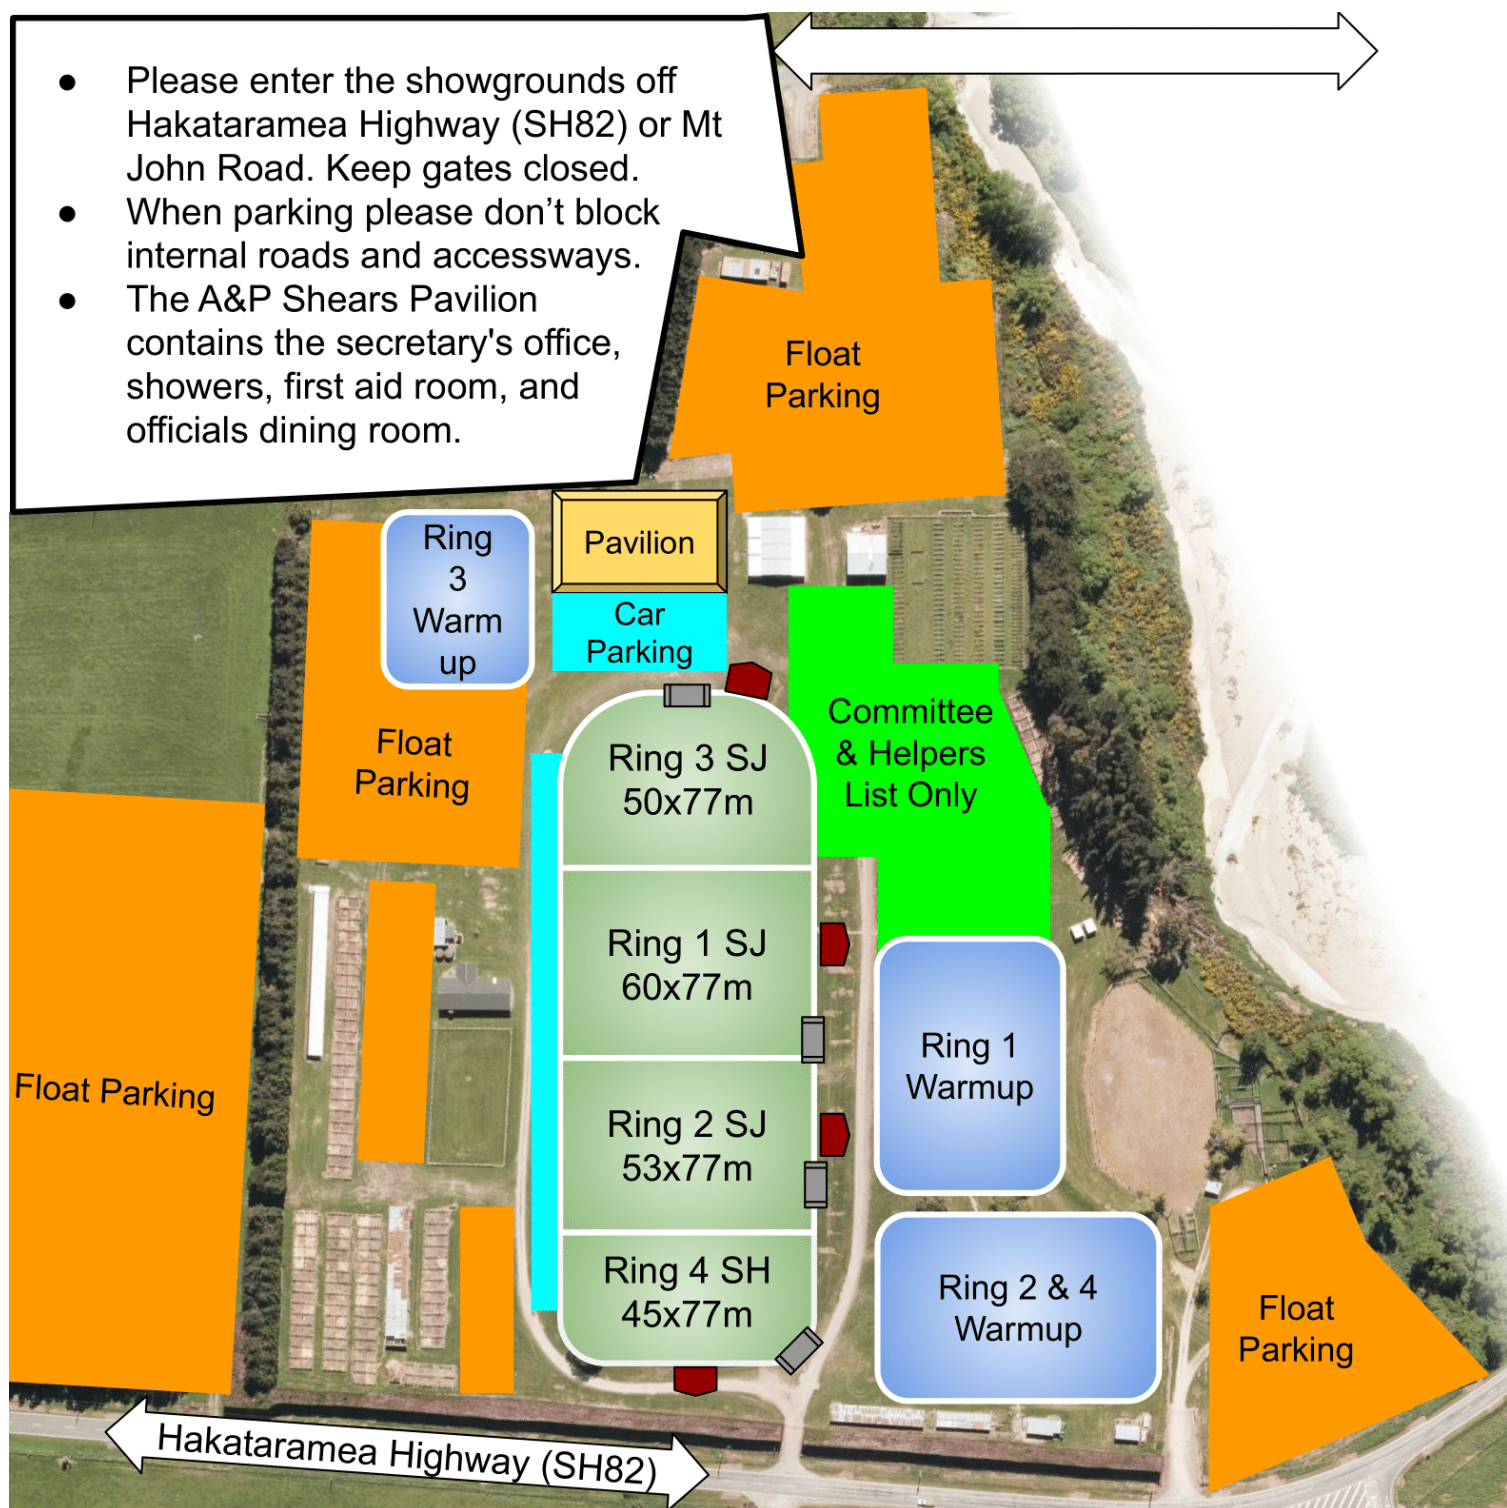 ● Please enter the showgrounds off
Hakataramea Highway (SH82) or Mt
John Road. Keep gates closed.
● When parking please don’t block
internal roads and accessways.
● The A&P Shears Pavilion
contains the secretary's office,
showers, first aid room, and
officials dining room.
Float
Parking
Ring
3
Warm
up
Pavilion
Car
Parking
Float
Parking
Ring 3 SJ
50x77m
Committee
& Helpers
List Only
Float Parking
Ring 1 SJ
60x77m
Ring 1
Warmup
Ring 2 SJ
53x77m
Ring 4 SH
45x77m
Ring 2 & 4
Warmup
Float
Parking
Hakataramea Highway (SH82)